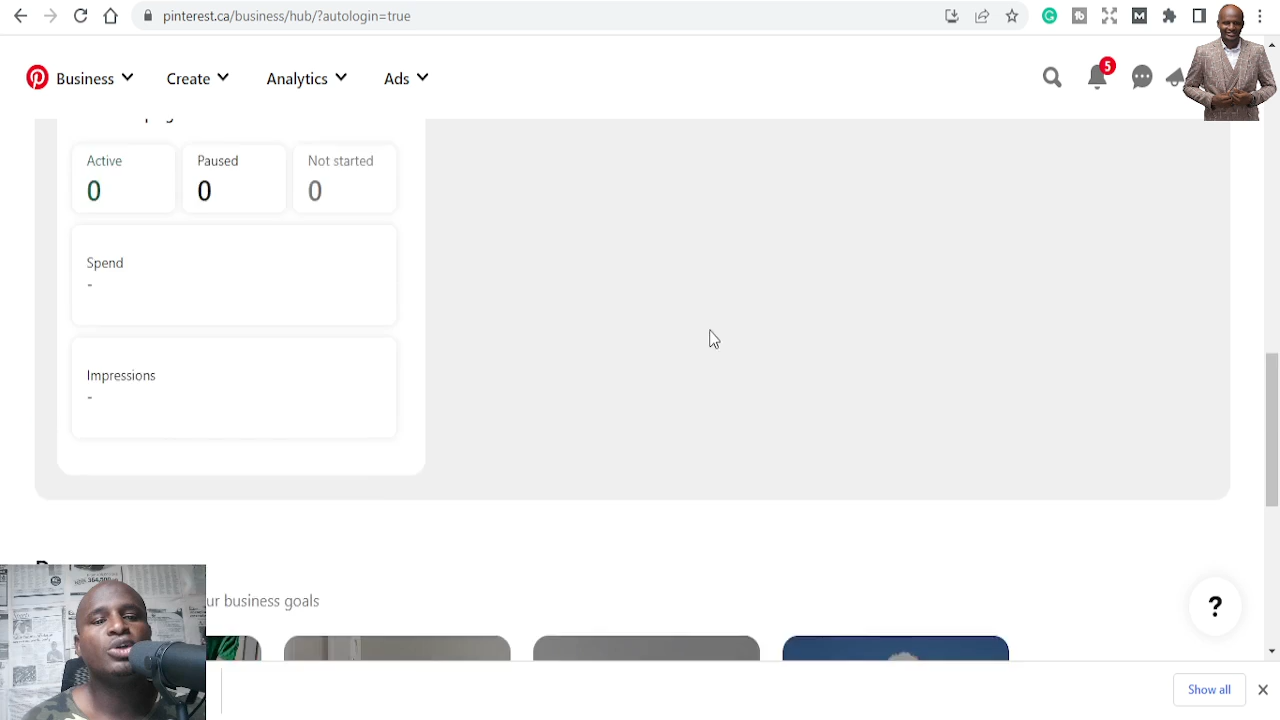 pinterest.ca/business/hub/?autologin=true
Business
Create
Analytics
Ads
5
Active
Paused
Not started
0
0
0
Spend
-
Impressions
-
ur business goals
?
Show all